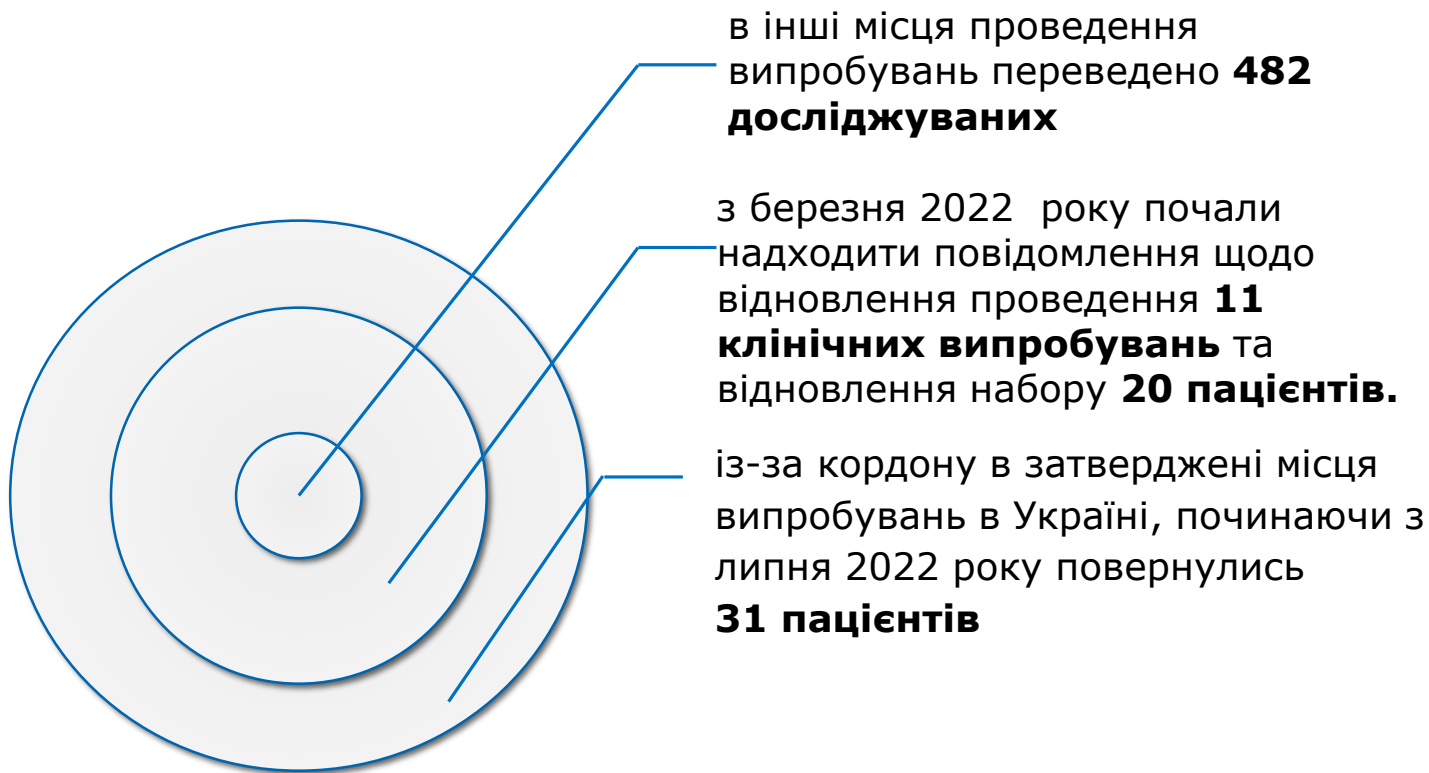 в інші місця проведення
випробувань переведено 482
досліджуваних
з березня 2022 року почали
надходити повідомлення щодо
відновлення проведення 11
клінічних випробувань та
відновлення набору 20 пацієнтів.
із-за кордону в затверджені місця
випробувань в Україні, починаючи з
липня 2022 року повернулись
31 пацієнтів